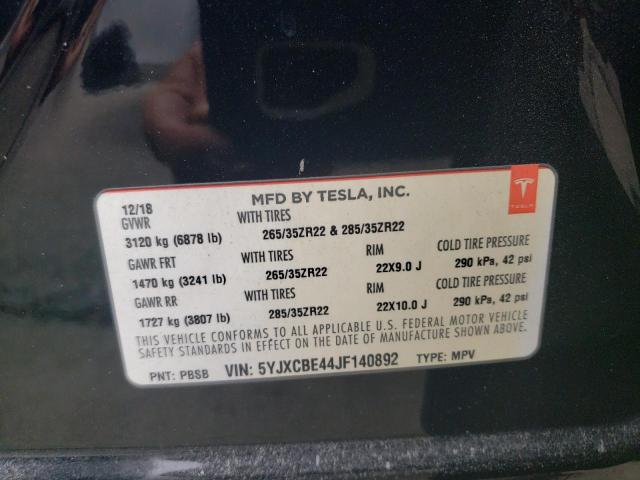 MFD BY TESLA, INC.
TESLA
12/18
GVWR WITH TIRES
3120 kg (6878 lb) 265/35ZR22 & 285/35ZR22
GAWR FRT WITH TIRES RIM COLD TIRE PRESSURE
1470 kg (3241 lb) 265/35ZR22 22X9.0 J 290 kPa, 42 psi
GAWR RR WITH TIRES RIM COLD TIRE PRESSURE
1727 kg (3807 lb) 285/35ZR22 22X10.0 J 290 kPa, 42 psi
THIS VEHICLE CONFORMS TO ALL APPLICABLE U.S. FEDERAL MOTOR VEHICLE
SAFETY STANDARDS IN EFFECT ON THE DATE OF MANUFACTURE SHOWN ABOVE.
PNT: PBSB VIN: 5YJXCBE44JF140892 TYPE: MPV